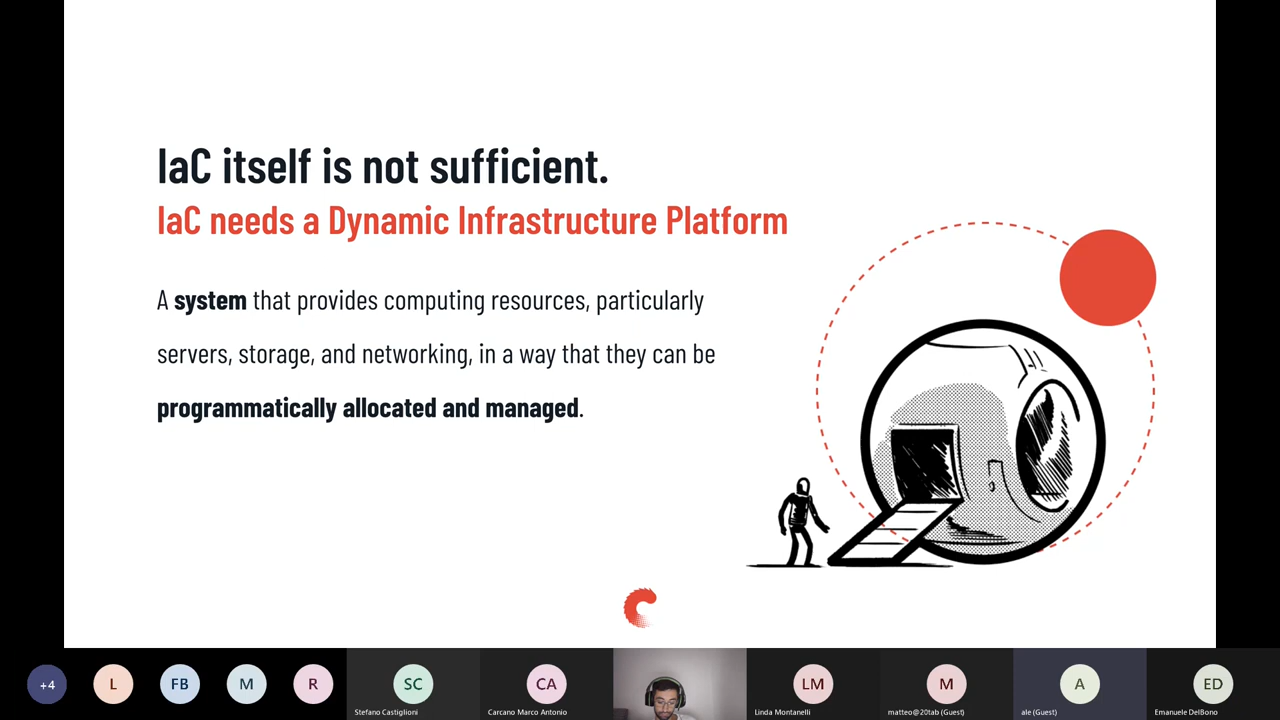 IaC itself is not sufficient.
IaC needs a Dynamic Infrastructure Platform
A system that provides computing resources, particularly
servers, storage, and networking, in a way that they can be
programmatically allocated and managed.
+4
L
FB
M
R
SC
Stefano Castiglioni
CA
Carcano Marco Antonio
LM
Linda Montanelli
M
matteo@20tab (Guest)
A
ale (Guest)
ED
Emanuele DelBono